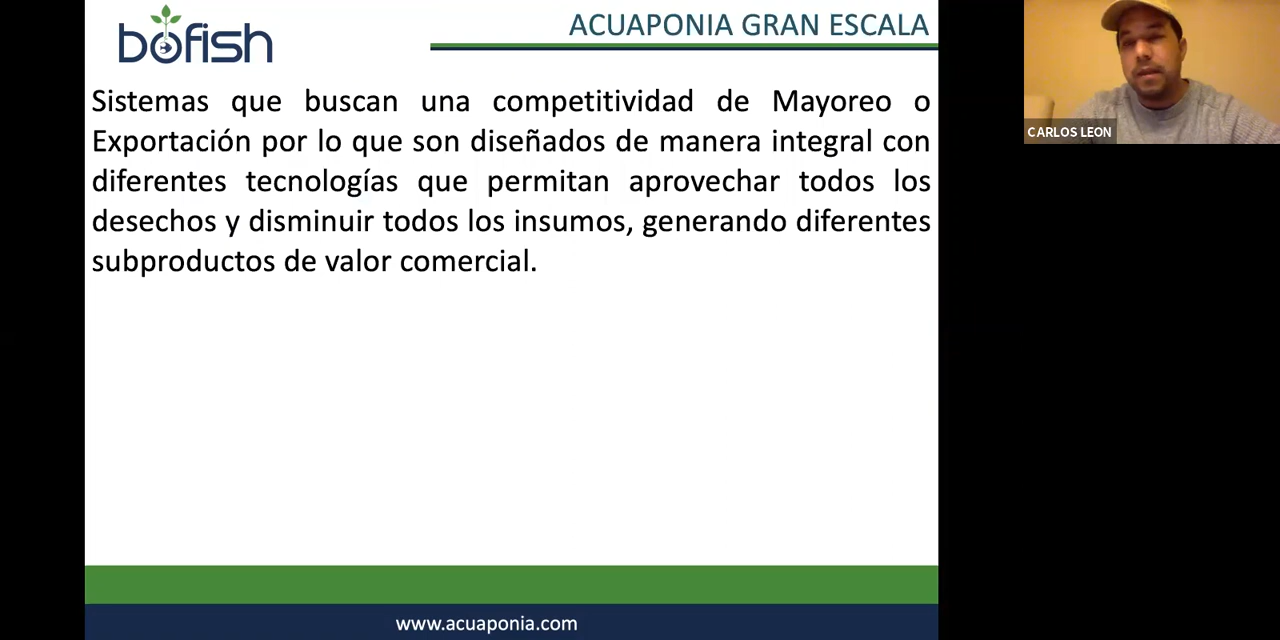 bofish
ACUAPONIA GRAN ESCALA
Sistemas que buscan una competitividad de Mayoreo o
Exportación por lo que son diseñados de manera integral con
diferentes tecnologías que permitan aprovechar todos los
desechos y disminuir todos los insumos, generando diferentes
subproductos de valor comercial.
CARLOS LEON
www.acuaponia.com